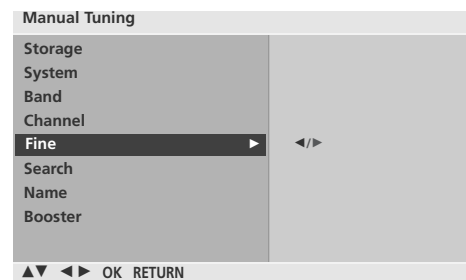 Manual Tuning
Storage
System
Band
Channel
Fine ► ◄/►
Search
Name
Booster
▲▼ ◄► OK RETURN